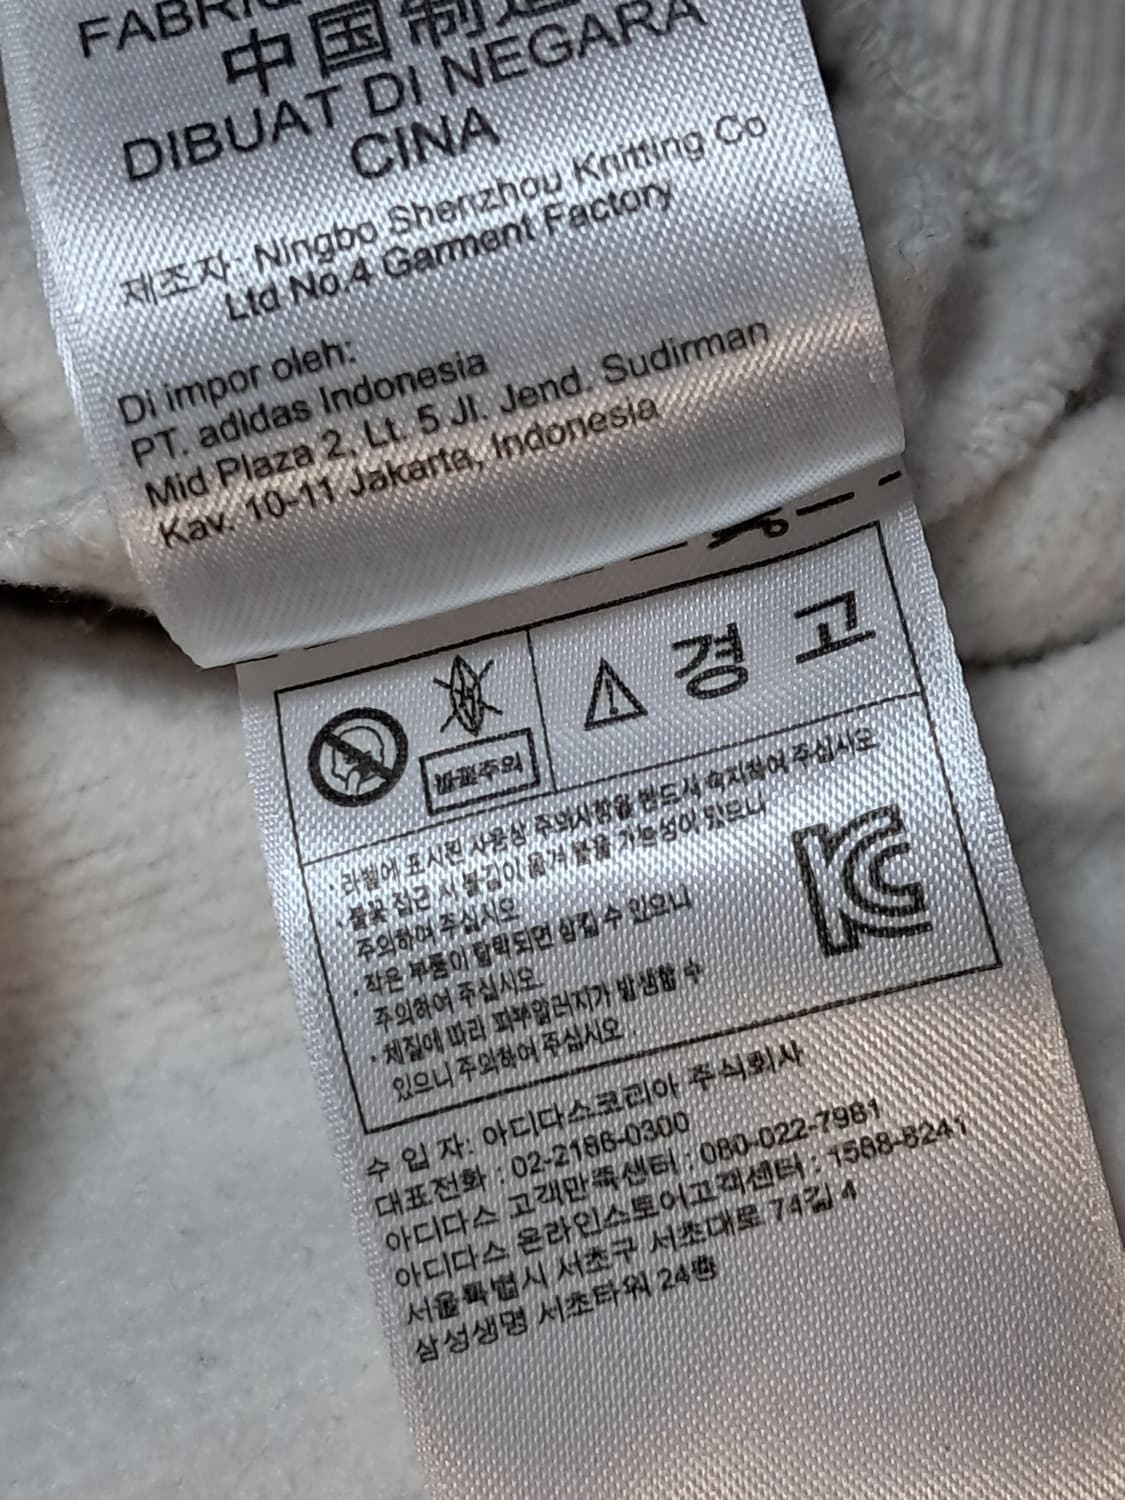 FABRIQ
中国制造
DIBUAT DI NEGARA
CINA
제조자: Ningbo Shenzhou Knitting Co
Ltd No.4 Garment Factory
Di impor oleh:
PT. adidas Indonesia
Mid Plaza 2, Lt. 5 Jl. Jend. Sudirman
Kav. 10-11 Jakarta, Indonesia
경 고
불꽃주의
· 라벨에 표시된 사용상 주의사항을 반드시 숙지하여 주십시오
· 불꽃 접근 시 불길이 옮겨 붙을 가능성이 있으니
주의하여 주십시오
· 작은 부품이 탈락되면 삼킬 수 있으니
주의하여 주십시오
· 체질에 따라 피부알러지가 발생할 수
있으니 주의하여 주십시오
수 입 자: 아디다스코리아 주식회사
대표전화 : 02-2186-0300
아디다스 고객만족센터 : 080-022-7981
아디다스 온라인스토어고객센터 : 1588-8241
서울특별시 서초구 서초대로 74길 4
삼성생명 서초타워 24층